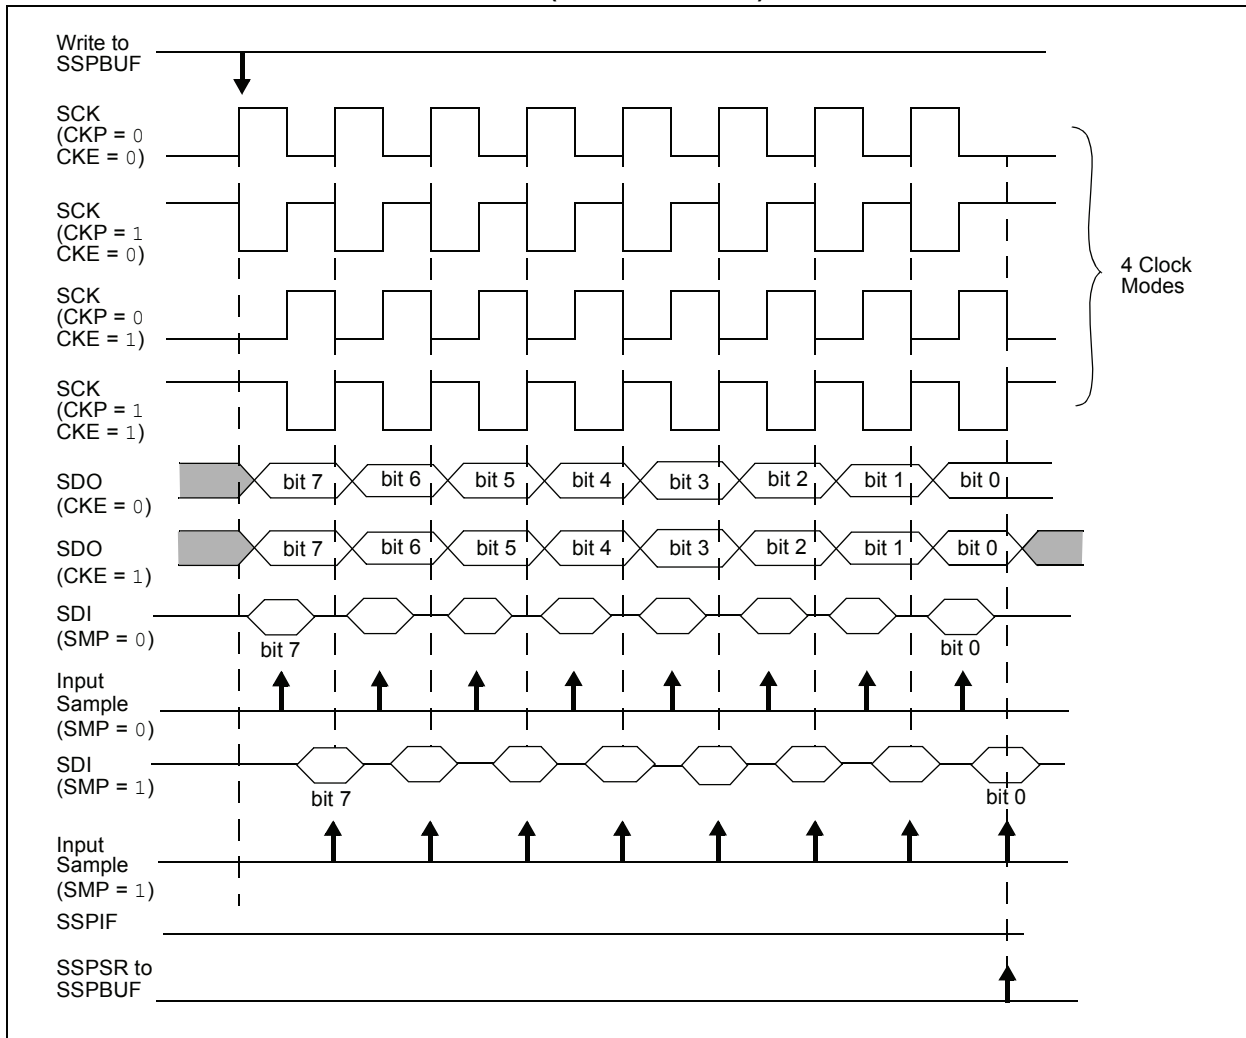 Write to
SSPBUF
SCK
(CKP = 0
CKE = 0)
SCK
(CKP = 1
CKE = 0)
SCK
(CKP = 0
CKE = 1)
SCK
(CKP = 1
CKE = 1)
4 Clock
Modes
SDO
(CKE = 0)
bit 7 bit 6 bit 5 bit 4 bit 3 bit 2 bit 1 bit 0
SDO
(CKE = 1)
bit 7 bit 6 bit 5 bit 4 bit 3 bit 2 bit 1 bit 0
SDI
(SMP = 0)
bit 7 bit 0
Input
Sample
(SMP = 0)
SDI
(SMP = 1)
bit 7 bit 0
Input
Sample
(SMP = 1)
SSPIF
SSPSR to
SSPBUF